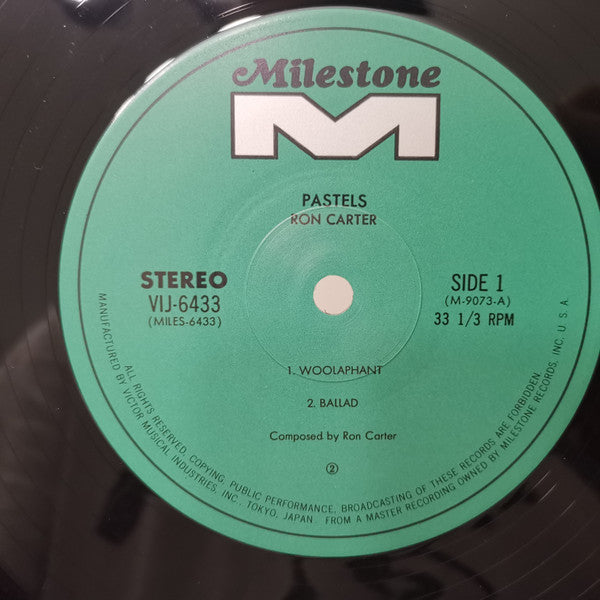 Milestone
M
PASTELS
RON CARTER
STEREO
VIJ-6433
(MILES-6433)
SIDE 1
(M-9073-A)
33 1/3 RPM
1. WOOLAPHANT
2. BALLAD
Composed by Ron Carter
②
ALL RIGHTS RESERVED. COPYING, PUBLIC PERFORMANCE, BROADCASTING OF THESE RECORDS ARE FORBIDDEN.
MANUFACTURED BY VICTOR MUSICAL INDUSTRIES, INC., TOKYO, JAPAN. FROM A MASTER RECORDING OWNED BY MILESTONE RECORDS, INC, U.S.A.